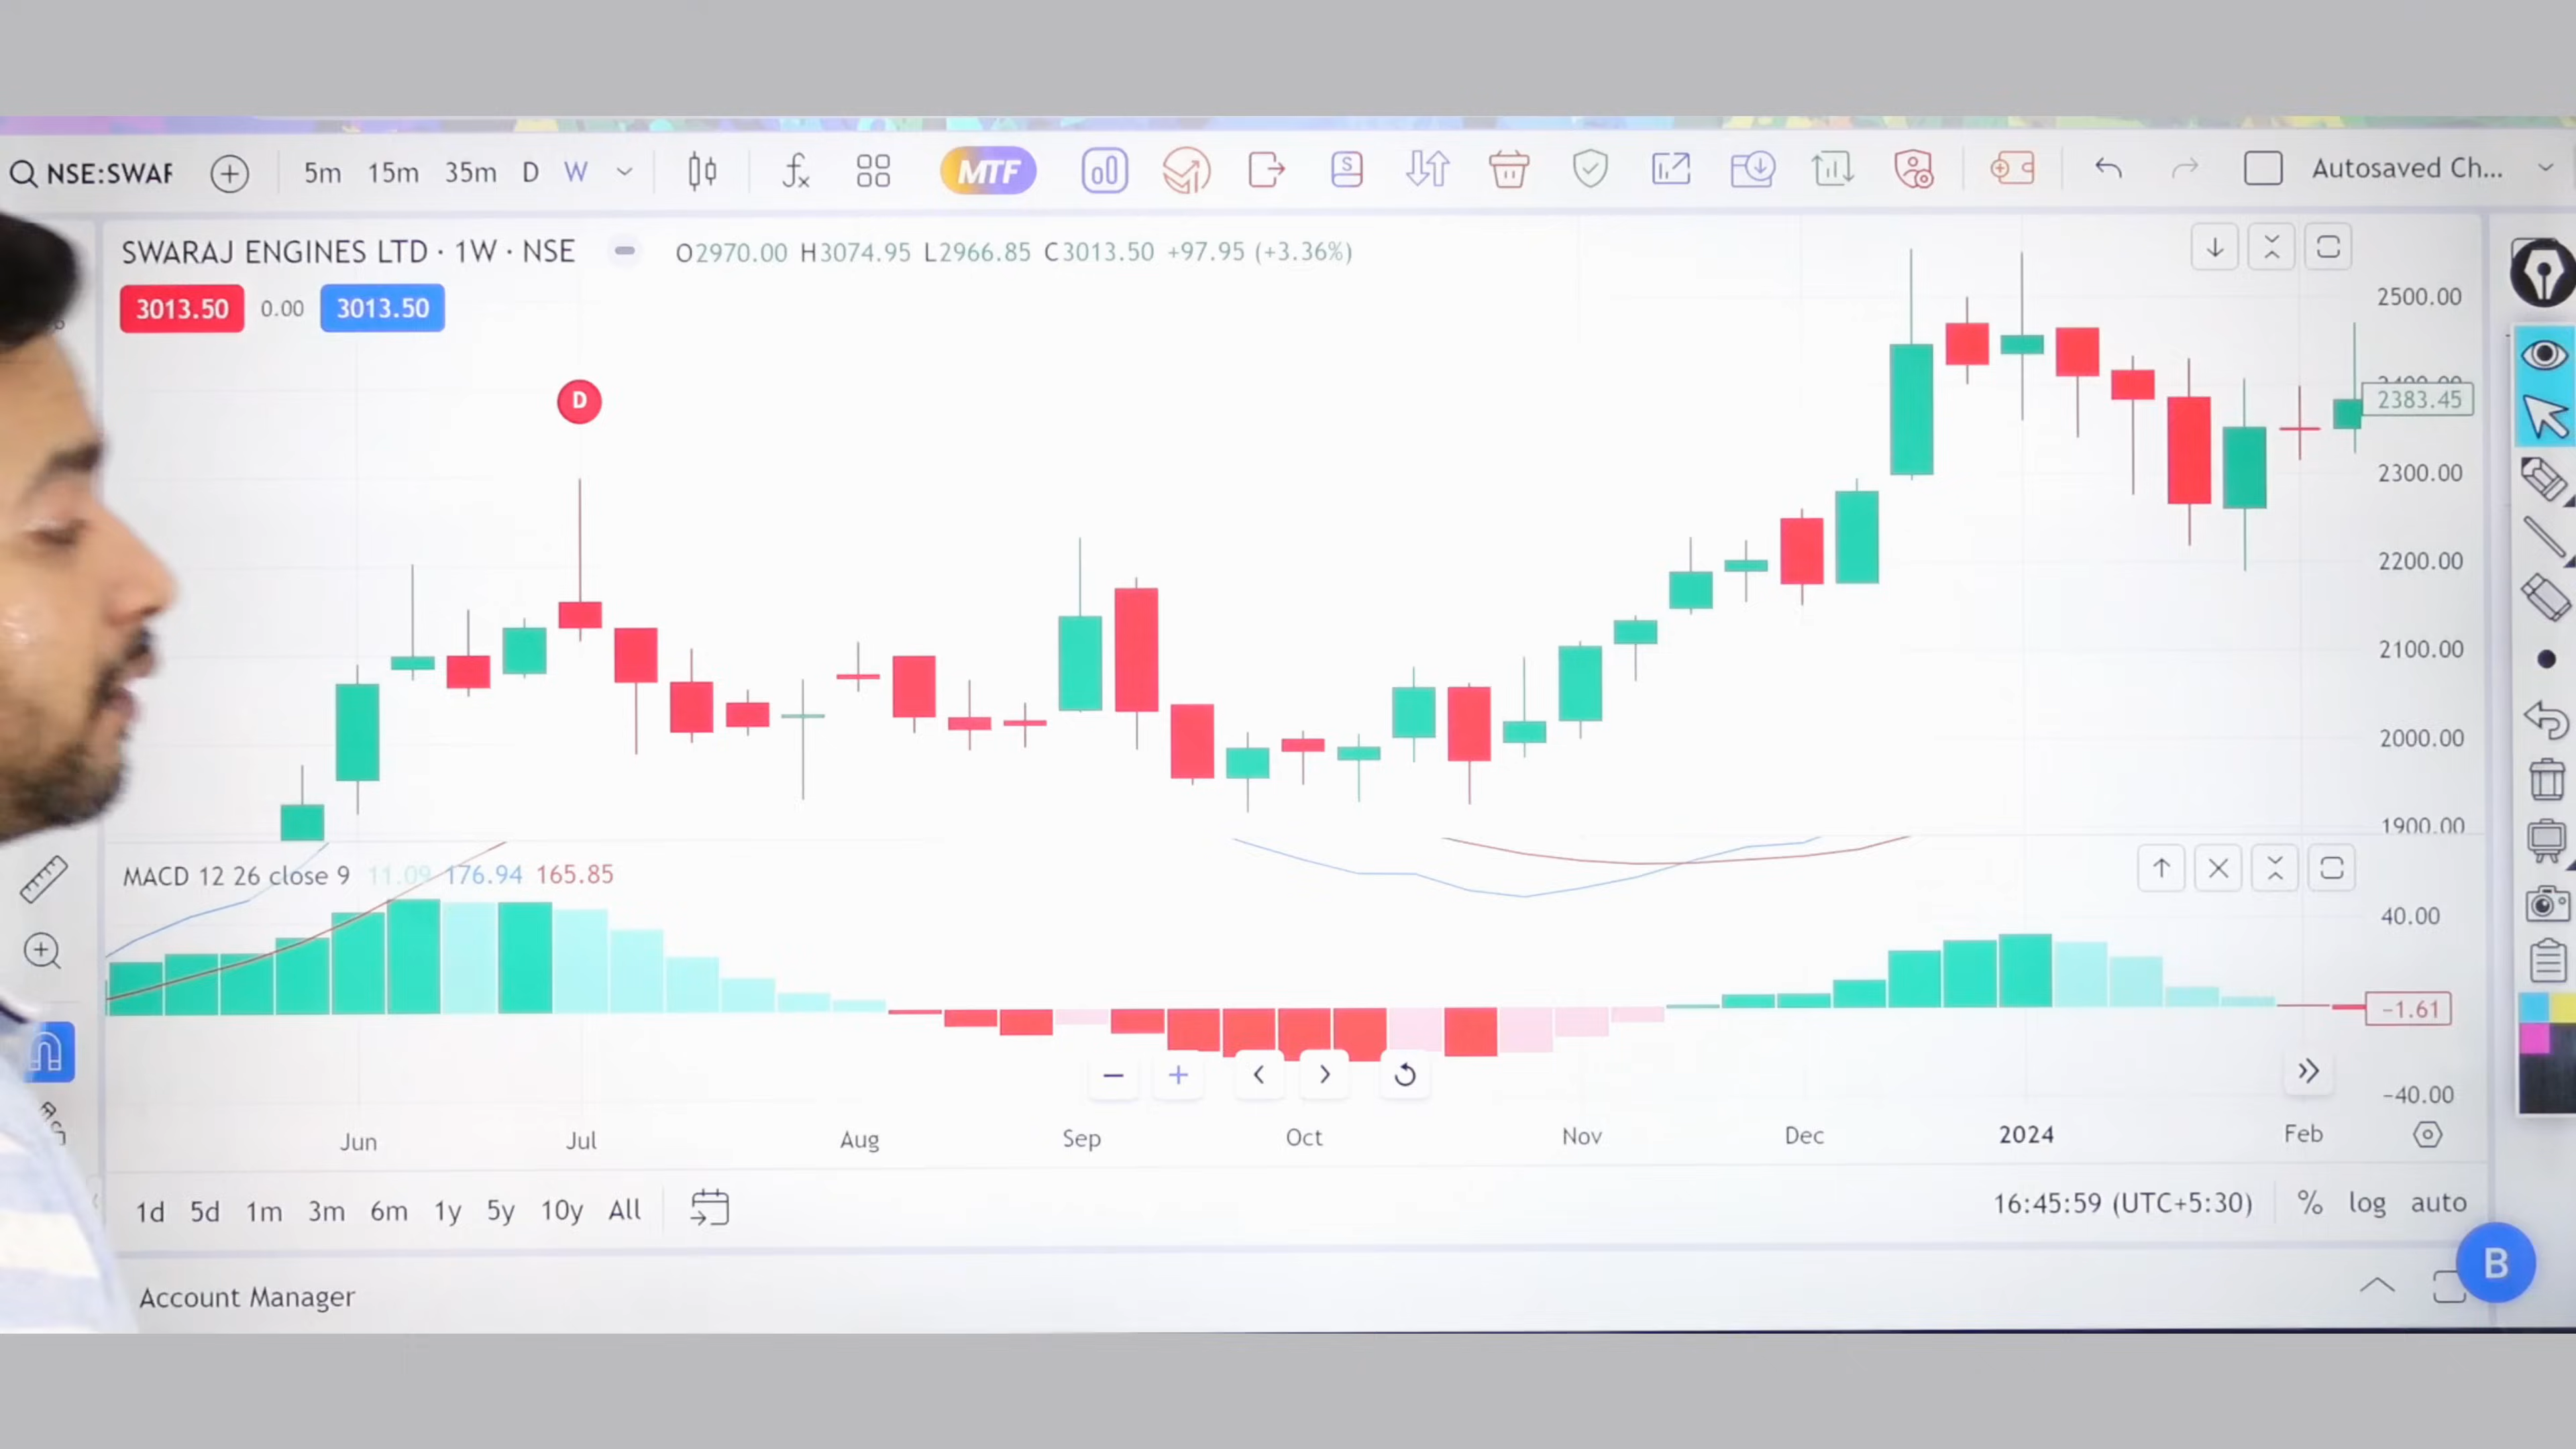 NSE:SWAR 5m 15m 35m D W MTF S Autosaved Ch...
SWARAJ ENGINES LTD · 1W · NSE O2970.00 H3074.95 L2966.85 C3013.50 +97.95 (+3.36%)
3013.50 0.00 3013.50
D
2500.00
2400.00
2383.45
2300.00
2200.00
2100.00
2000.00
1900.00
MACD 12 26 close 9 11.09 176.94 165.85
40.00
−1.61
−40.00
Jun Jul Aug Sep Oct Nov Dec 2024 Feb
1d 5d 1m 3m 6m 1y 5y 10y All 16:45:59 (UTC+5:30) % log auto
Account Manager
B